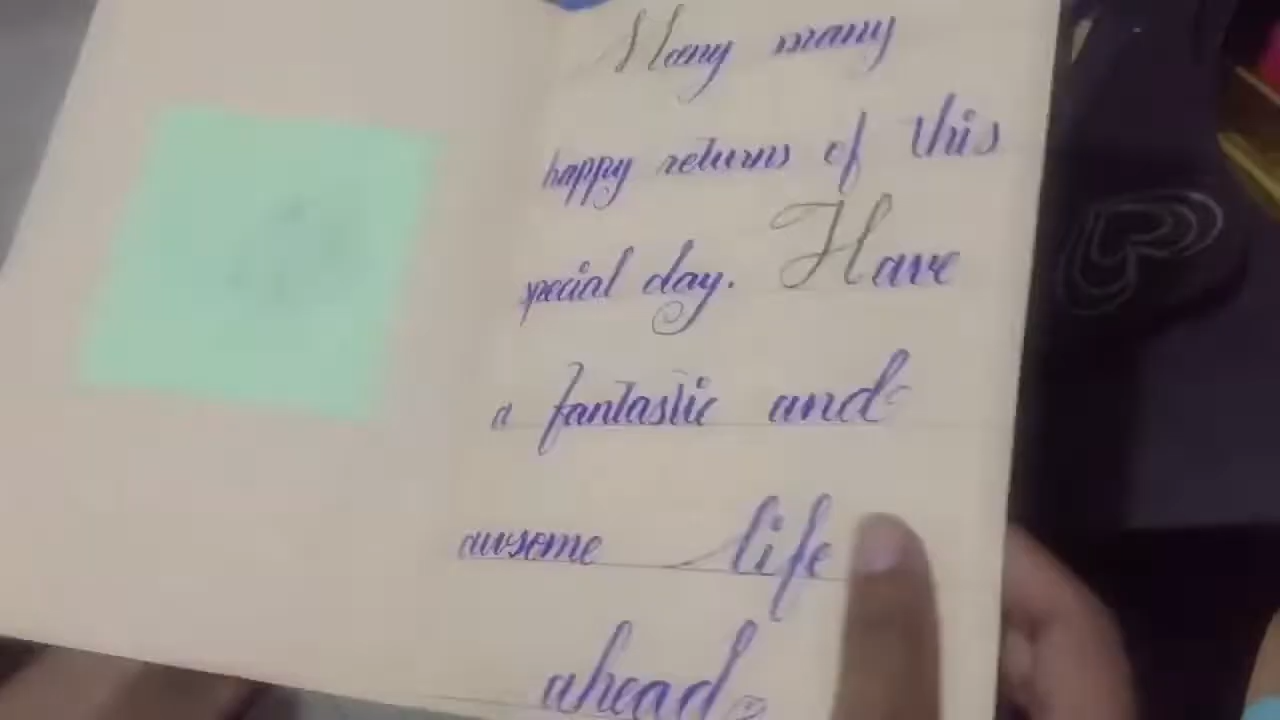 Many many
happy returns of this
special day. Have
a fantastic and
awsome life
ahead.